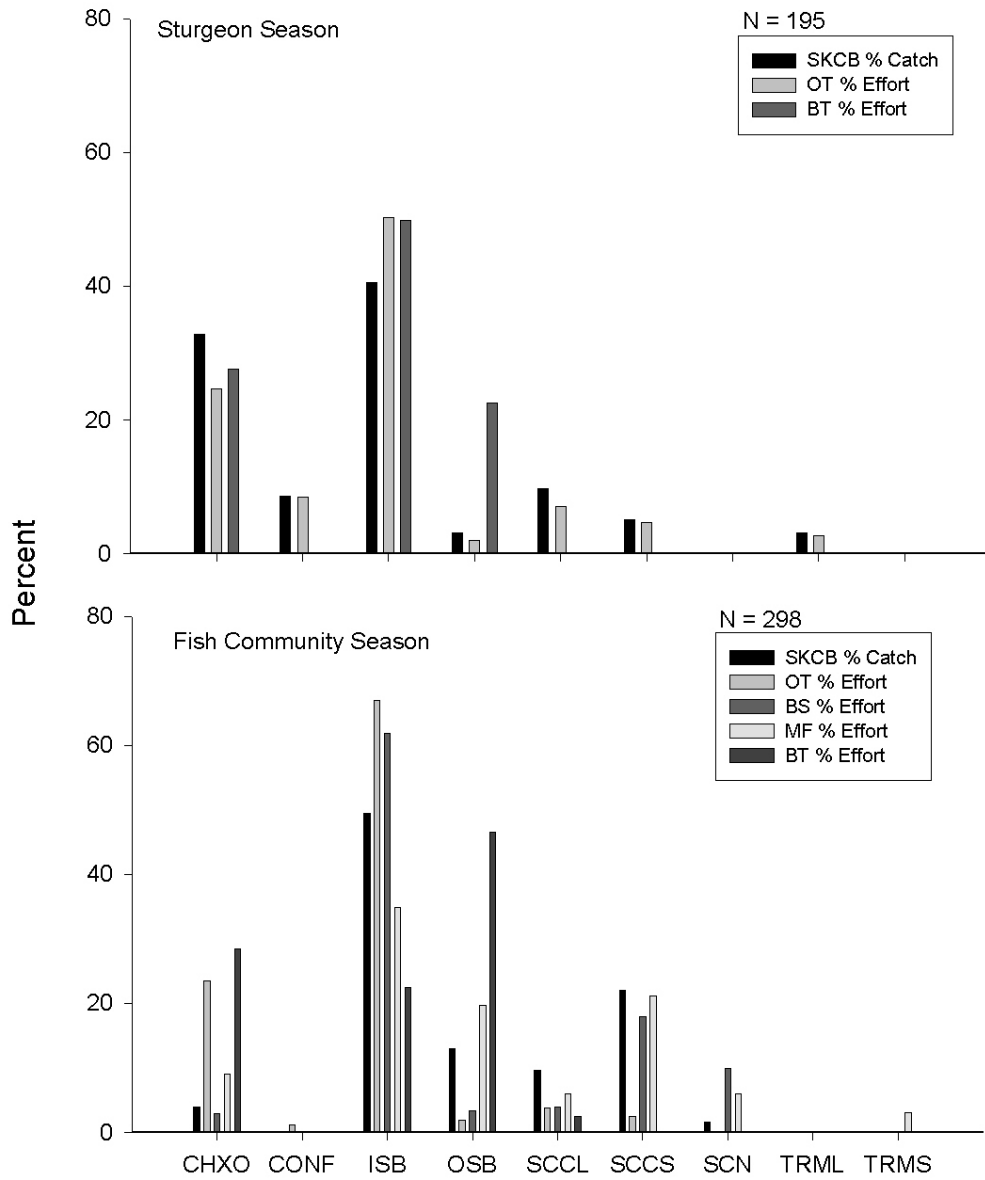 80
60
40
20
0
Sturgeon Season
N = 195
SKCB % Catch
OT % Effort
BT % Effort
Percent
80
60
40
20
0
Fish Community Season
N = 298
SKCB % Catch
OT % Effort
BS % Effort
MF % Effort
BT % Effort
CHXO CONF ISB OSB SCCL SCCS SCN TRML TRMS